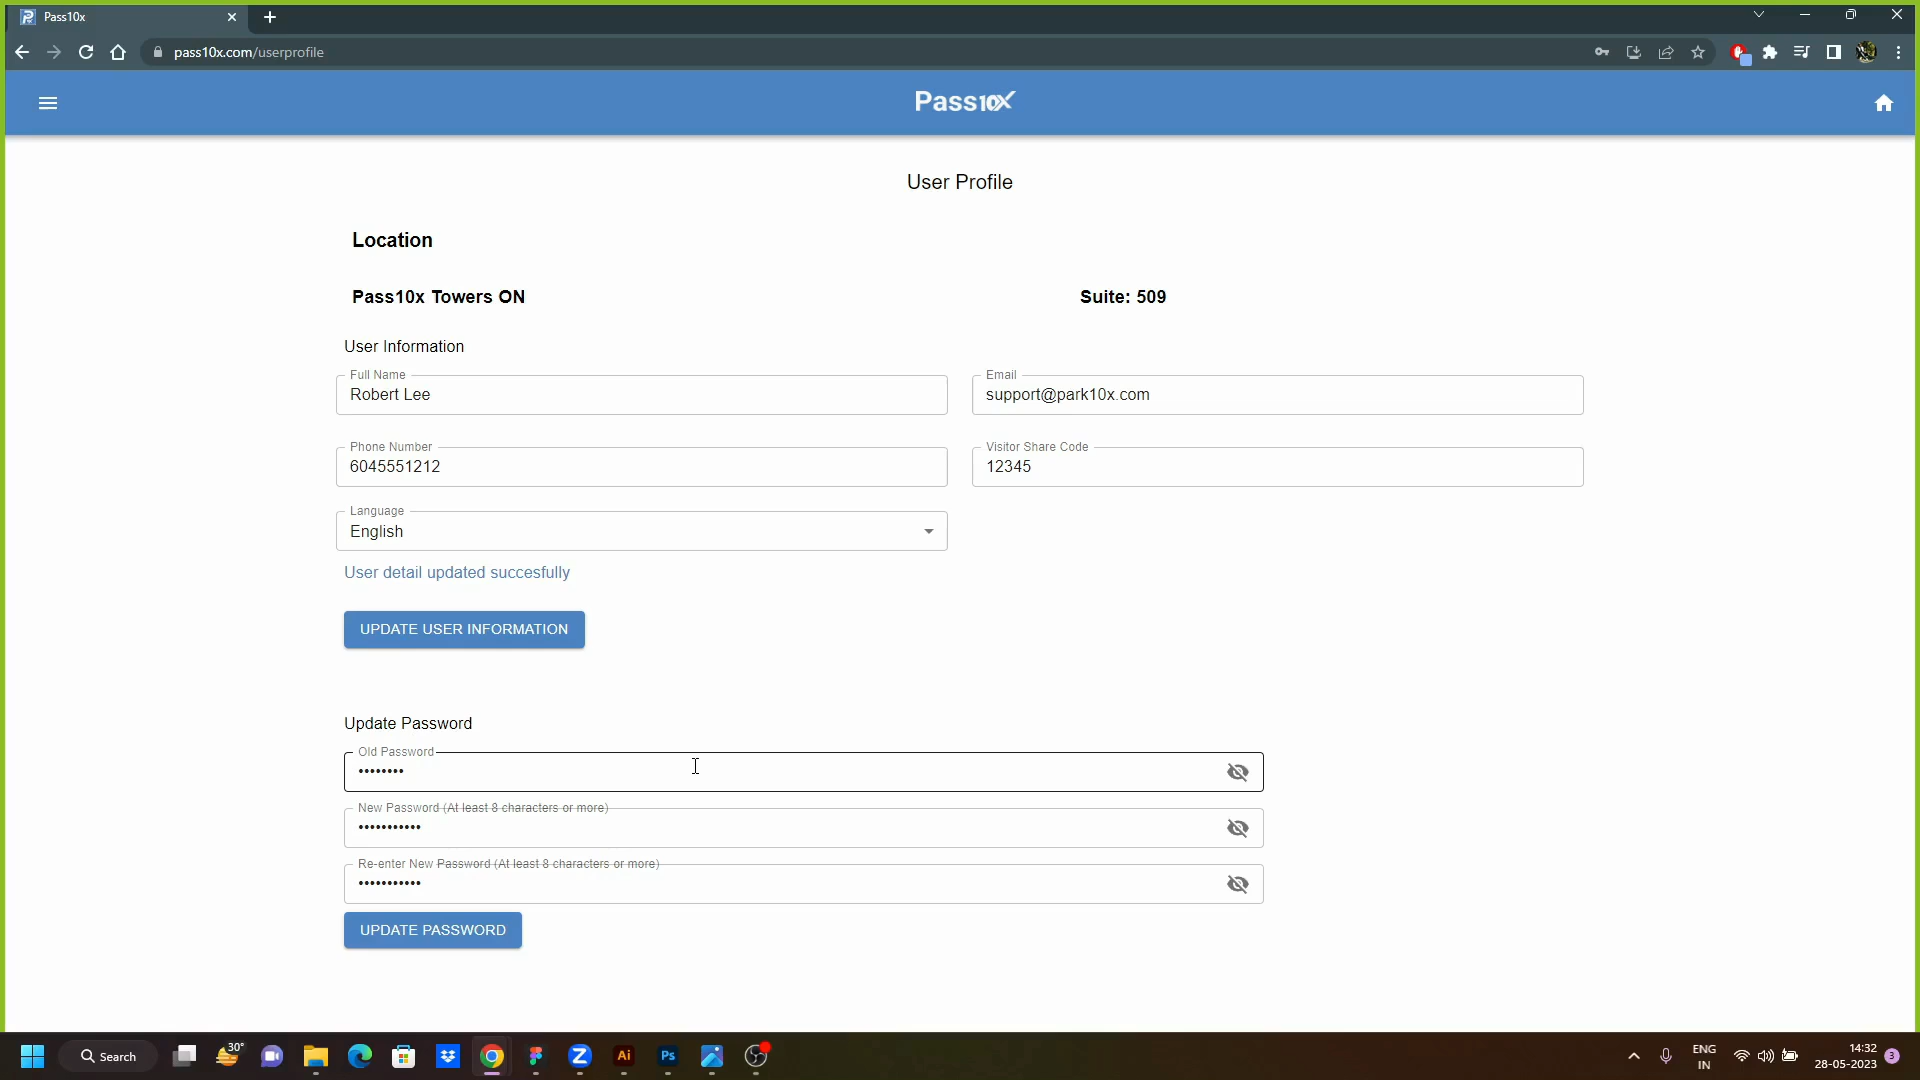 Pass10x
pass10x.com/userprofile
Pass10X
User Profile
Location
Pass10x Towers ON
Suite: 509
User Information
Full Name
Robert Lee
Email
support@park10x.com
Phone Number
6045551212
Visitor Share Code
12345
Language
English
User detail updated succesfully
UPDATE USER INFORMATION
Update Password
Old Password
••••••••
New Password (At least 8 characters or more)
•••••••••••
Re-enter New Password (At least 8 characters or more)
•••••••••••
UPDATE PASSWORD
Search
30°
Z
Ai
Ps
ENG
IN
14:32
28-05-2023
3